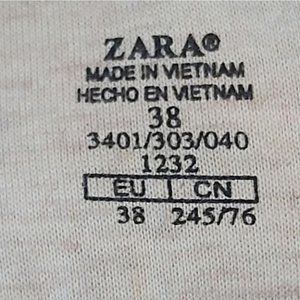 ZARA®
MADE IN VIETNAM
HECHO EN VIETNAM
38
3401/303/040
1232
EU CN
38 245/76